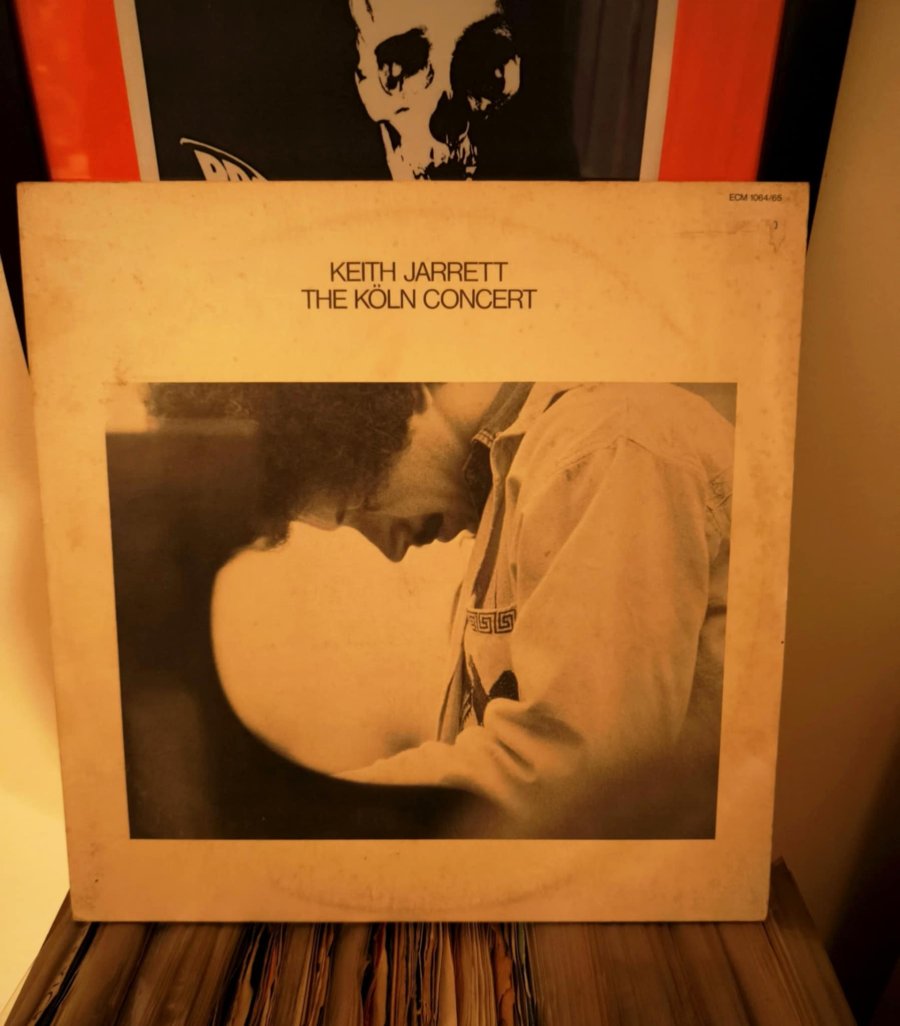 ECM 1064/65
KEITH JARRETT
THE KÖLN CONCERT